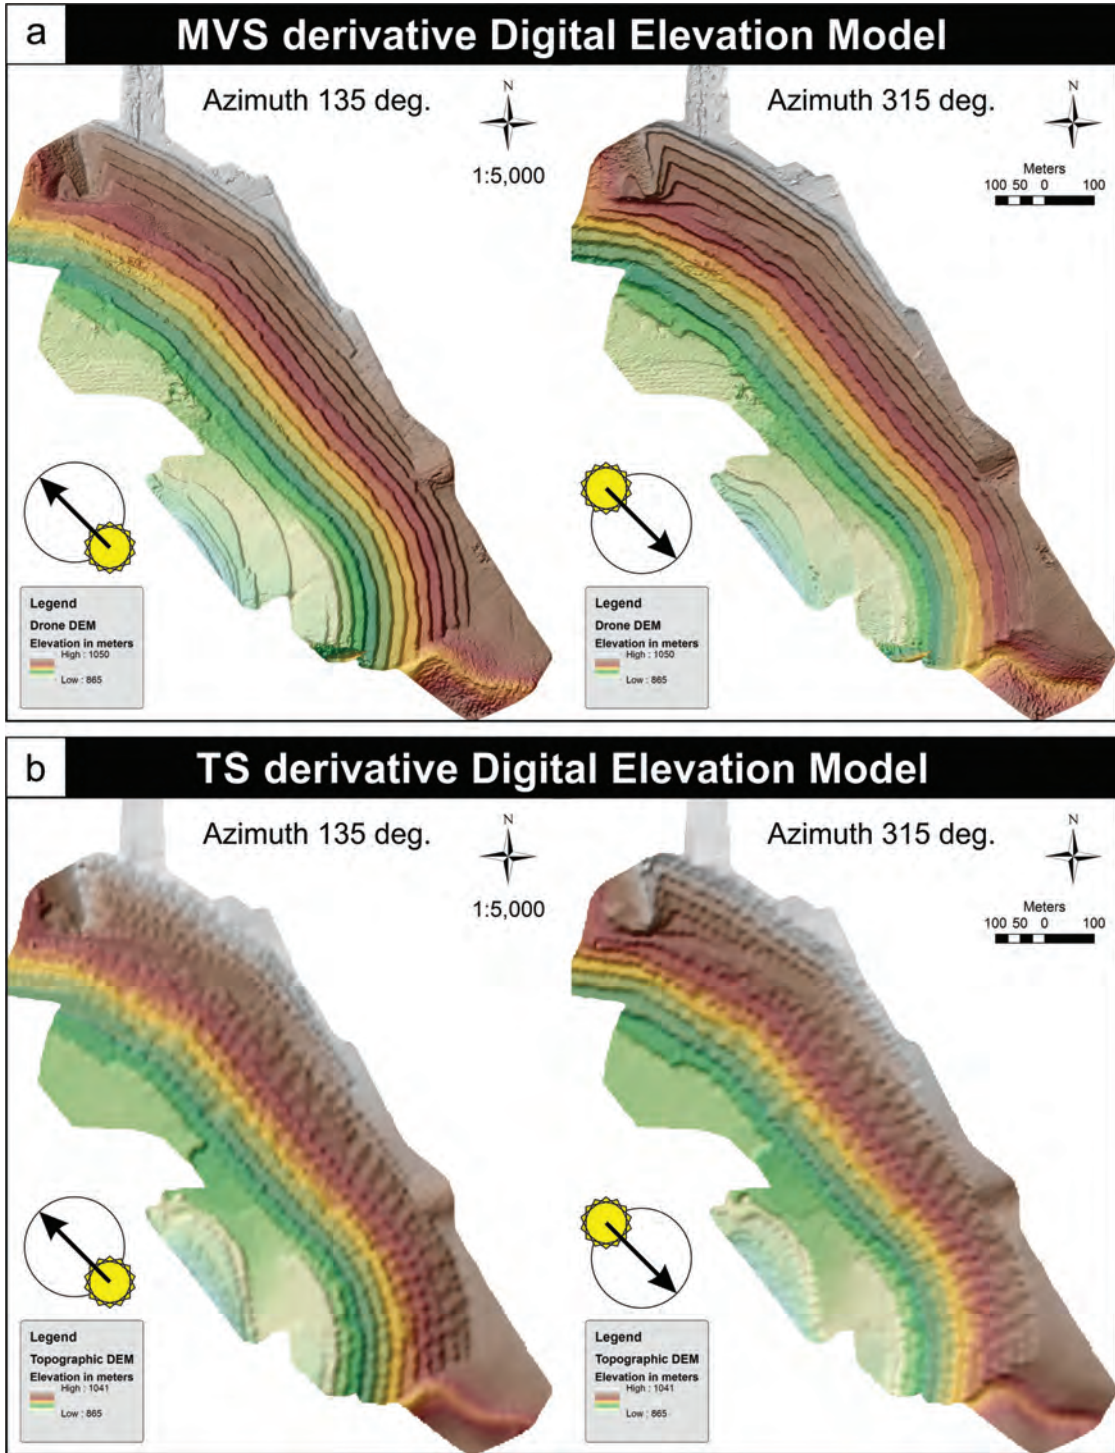 a
MVS derivative Digital Elevation Model
Azimuth 135 deg.
N
1:5,000
Azimuth 315 deg.
N
Meters
100 50 0 100
Legend
Drone DEM
Elevation in meters
High : 1050
Low : 865
Legend
Drone DEM
Elevation in meters
High : 1050
Low : 865
b
TS derivative Digital Elevation Model
Azimuth 135 deg.
N
1:5,000
Azimuth 315 deg.
N
Meters
100 50 0 100
Legend
Topographic DEM
Elevation in meters
High : 1041
Low : 865
Legend
Topographic DEM
Elevation in meters
High : 1041
Low : 865